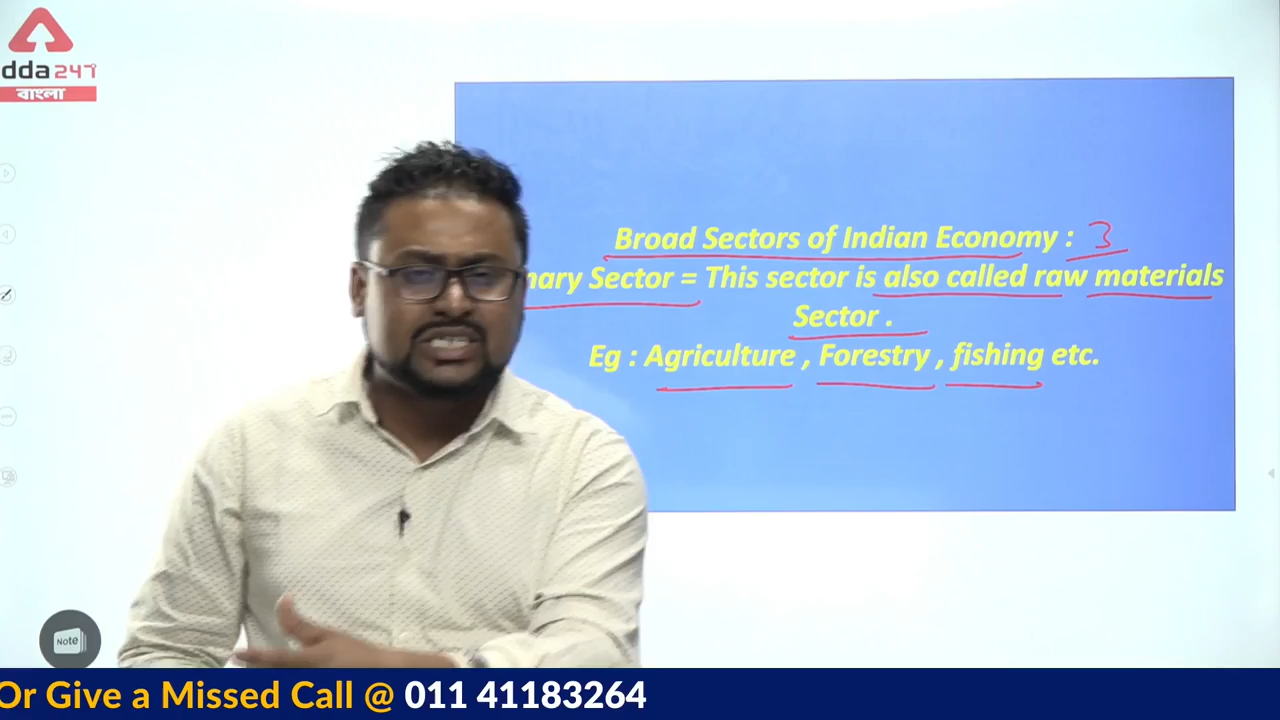 dda247
বাংলা
Broad Sectors of Indian Economy : 3
Sector = This sector is also called raw materials
Sector .
Eg : Agriculture , Forestry , fishing etc.
Note
Or Give a Missed Call @ 011 41183264